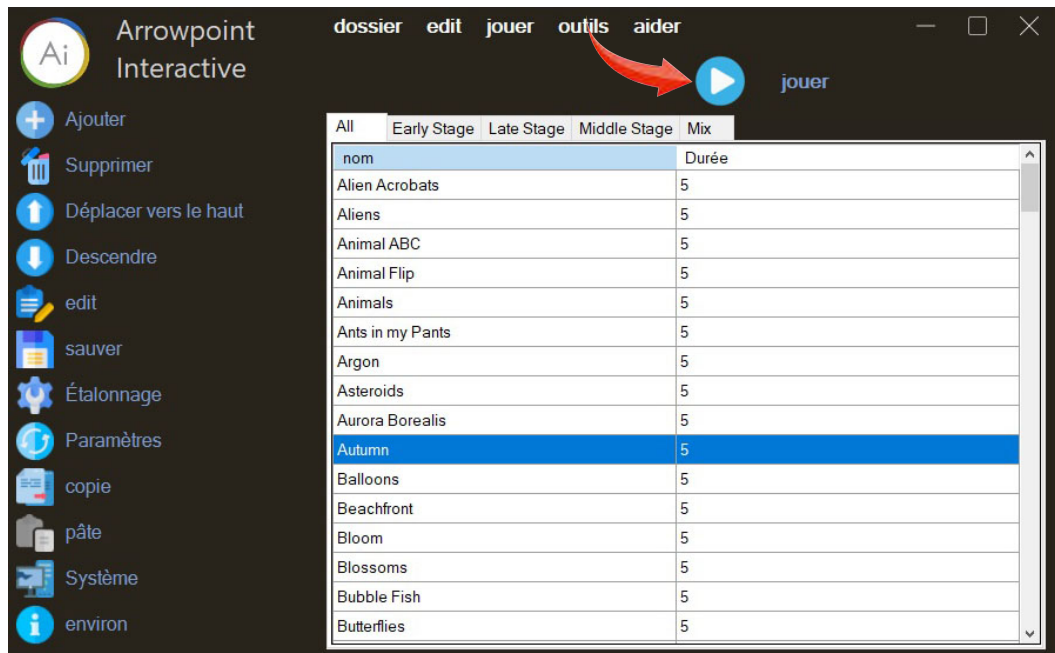 Ai
Arrowpoint
Interactive
dossier edit jouer outils aider
jouer
Ajouter
Supprimer
Déplacer vers le haut
Descendre
edit
sauver
Étalonnage
Paramètres
copie
pâte
Système
environ
All Early Stage Late Stage Middle Stage Mix
nom Durée
Alien Acrobats 5
Aliens 5
Animal ABC 5
Animal Flip 5
Animals 5
Ants in my Pants 5
Argon 5
Asteroids 5
Aurora Borealis 5
Autumn 5
Balloons 5
Beachfront 5
Bloom 5
Blossoms 5
Bubble Fish 5
Butterflies 5